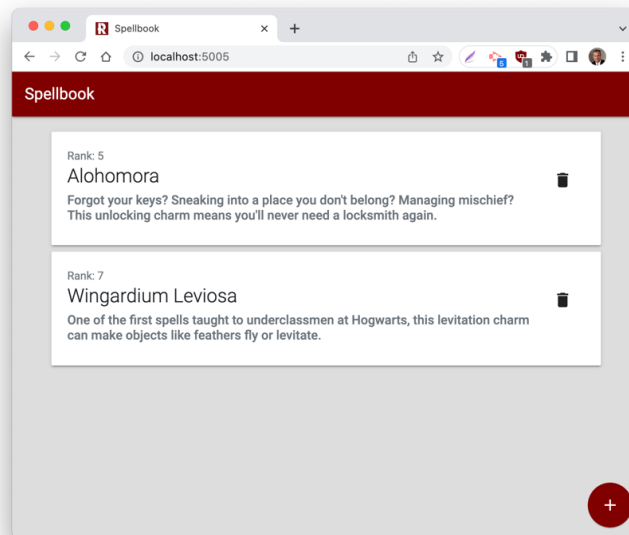 Spellbook
localhost:5005
Spellbook
Rank: 5
Alohomora
Forgot your keys? Sneaking into a place you don't belong? Managing mischief?
This unlocking charm means you'll never need a locksmith again.
Rank: 7
Wingardium Leviosa
One of the first spells taught to underclassmen at Hogwarts, this levitation charm
can make objects like feathers fly or levitate.